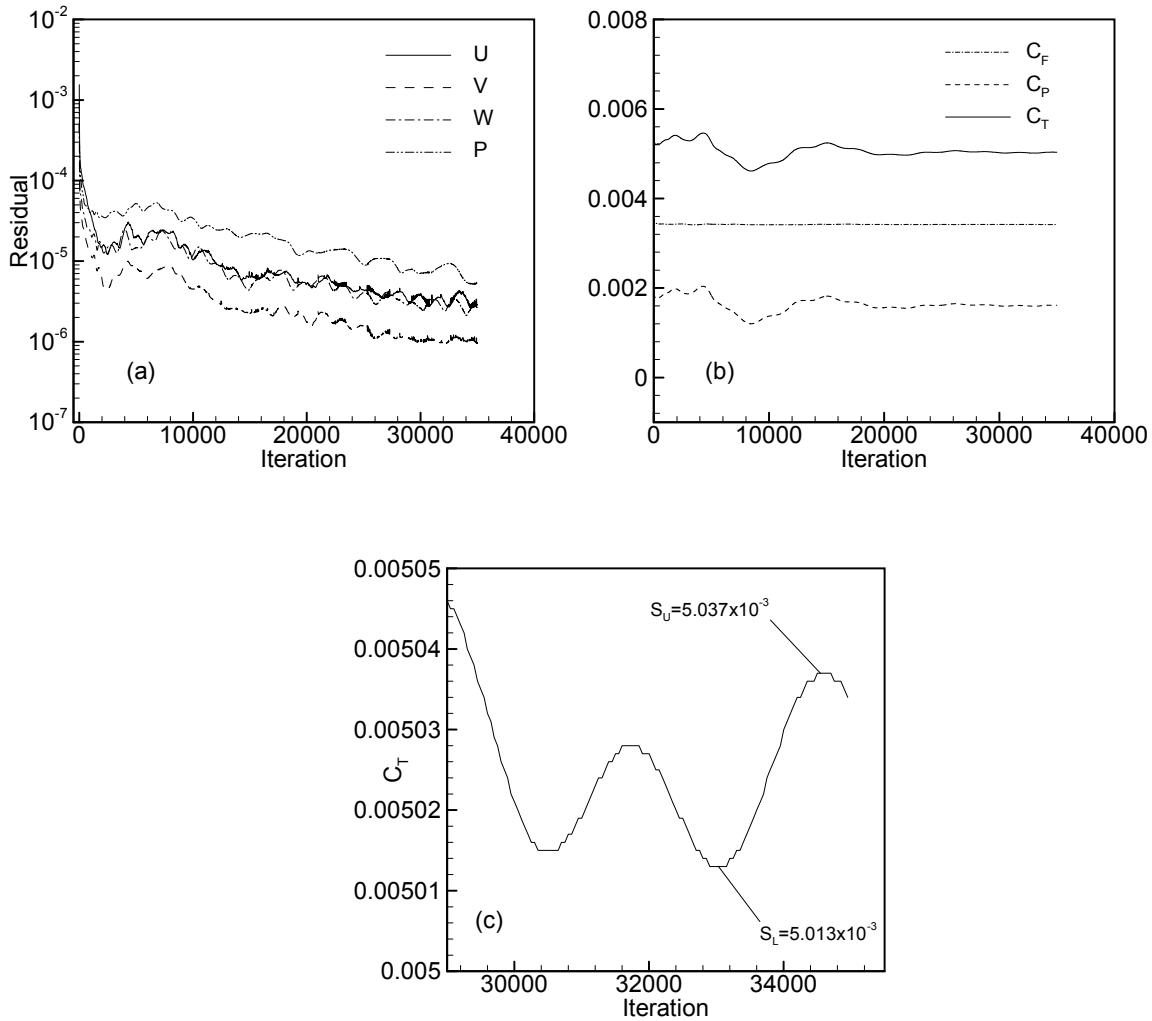 10^-2
10^-3
10^-4
10^-5
10^-6
10^-7
Residual
U
V
W
P
(a)
0
10000
20000
30000
40000
Iteration
0.008
0.006
0.004
0.002
0
C_F
C_P
C_T
(b)
0
10000
20000
30000
40000
Iteration
0.00505
0.00504
0.00503
0.00502
0.00501
0.005
C_T
S_U=5.037x10^-3
S_L=5.013x10^-3
(c)
30000
32000
34000
Iteration